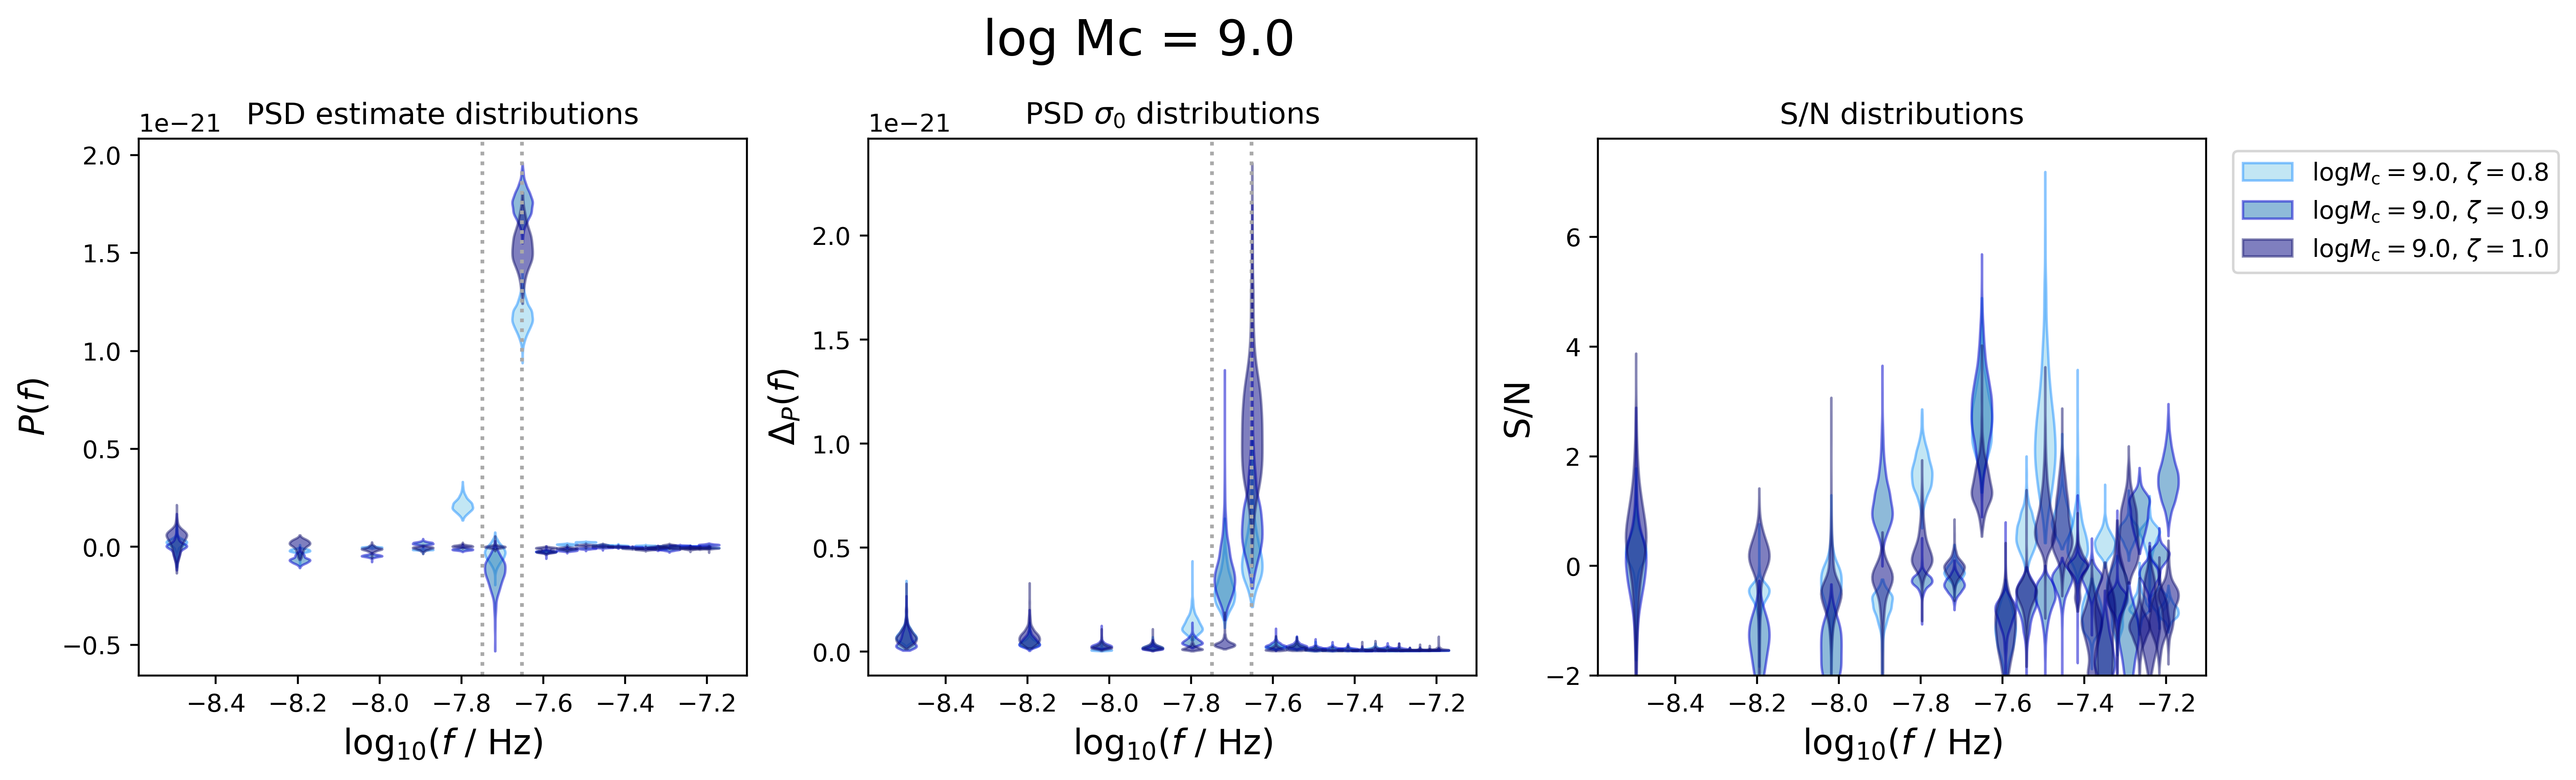 log Mc = 9.0
PSD estimate distributions
1e−21
2.0
1.5
1.0
0.5
0.0
−0.5
P(f)
−8.4 −8.2 −8.0 −7.8 −7.6 −7.4 −7.2
log₁₀(f / Hz)
PSD σ₀ distributions
1e−21
2.0
1.5
1.0
0.5
0.0
Δ_P(f)
−8.4 −8.2 −8.0 −7.8 −7.6 −7.4 −7.2
log₁₀(f / Hz)
S/N distributions
6
4
2
0
−2
S/N
−8.4 −8.2 −8.0 −7.8 −7.6 −7.4 −7.2
log₁₀(f / Hz)
logM_c = 9.0, ζ = 0.8
logM_c = 9.0, ζ = 0.9
logM_c = 9.0, ζ = 1.0